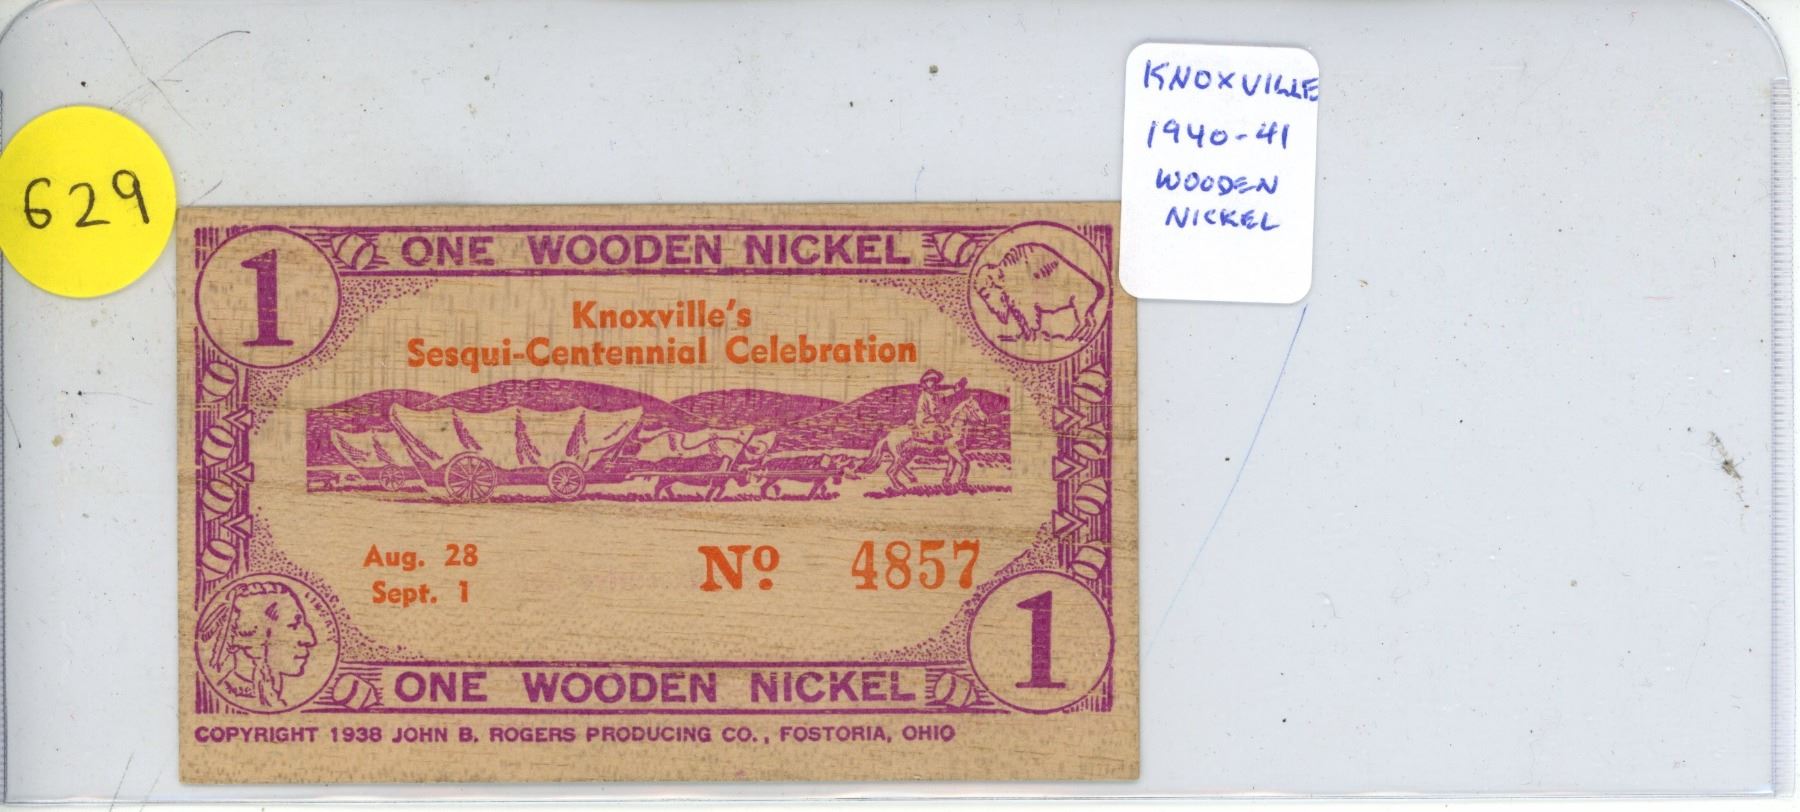 629
KNOXVILLE
1940-41
WOODEN
NICKEL
1 ONE WOODEN NICKEL
Knoxville's
Sesqui-Centennial Celebration
Aug. 28
Sept. 1
Nº 4857
1
ONE WOODEN NICKEL
COPYRIGHT 1938 JOHN B. ROGERS PRODUCING CO., FOSTORIA, OHIO